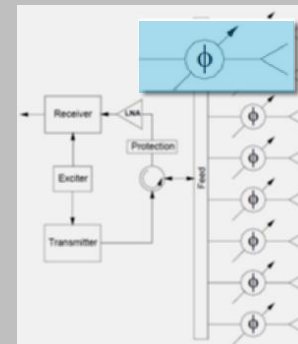 ϕ
Receiver
LNA
Protection
Exciter
Feed
Transmitter
ϕ
ϕ
ϕ
ϕ
ϕ
ϕ